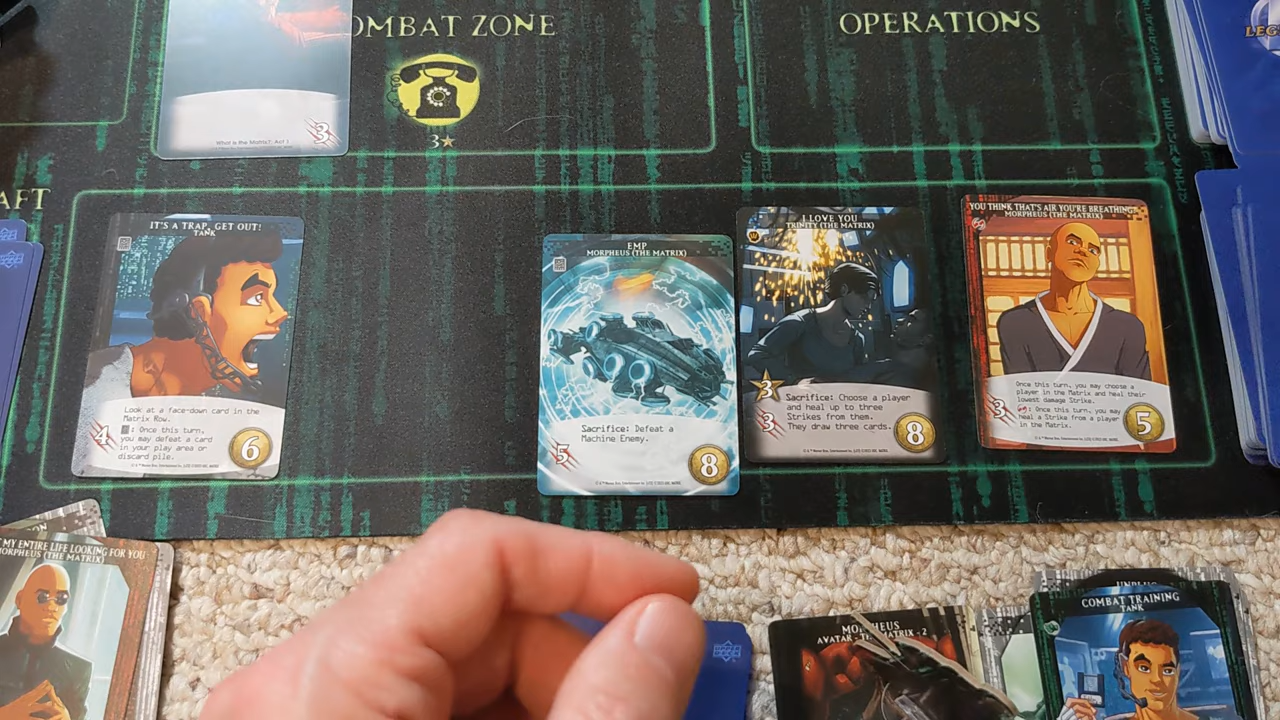 OMBAT ZONE
OPERATIONS
LEG
3
What is the Matrix? Act 1
3★
AFT
IT'S A TRAP, GET OUT!
TANK
Look at a face-down card in the
Matrix Row.
: Once this turn,
you may defeat a card
in your play area or
discard pile.
4
6
EMP
MORPHEUS (THE MATRIX)
Sacrifice: Defeat a
Machine Enemy.
5
8
I LOVE YOU
TRINITY (THE MATRIX)
3
3
Sacrifice: Choose a player
and heal up to three
Strikes from them.
They draw three cards.
8
YOU THINK THAT'S AIR YOU'RE BREATHING?
MORPHEUS (THE MATRIX)
Once this turn, you may choose a
player in the Matrix and heal their
lowest damage Strike.
: Once this turn, you may
heal a Strike from a player
in the Matrix.
3
5
MY ENTIRE LIFE LOOKING FOR YOU
MORPHEUS (THE MATRIX)
MORPHEUS
AVATAR - THE MATRIX - 2
COMBAT TRAINING
TANK